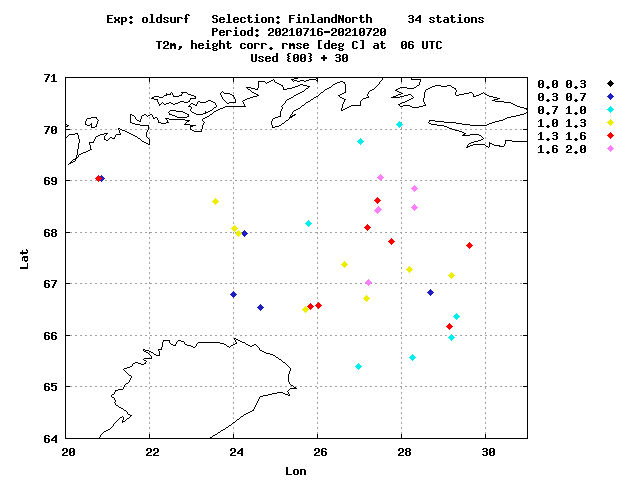 Exp: oldsurf   Selection: FinlandNorth     34 stations
Period: 20210716-20210720
T2m, height corr. rmse [deg C] at  06 UTC
Used {00} + 30
71
70
69
68
67
66
65
64
Lat
20 22 24 26 28 30
Lon
0.0 0.3
0.3 0.7
0.7 1.0
1.0 1.3
1.3 1.6
1.6 2.0